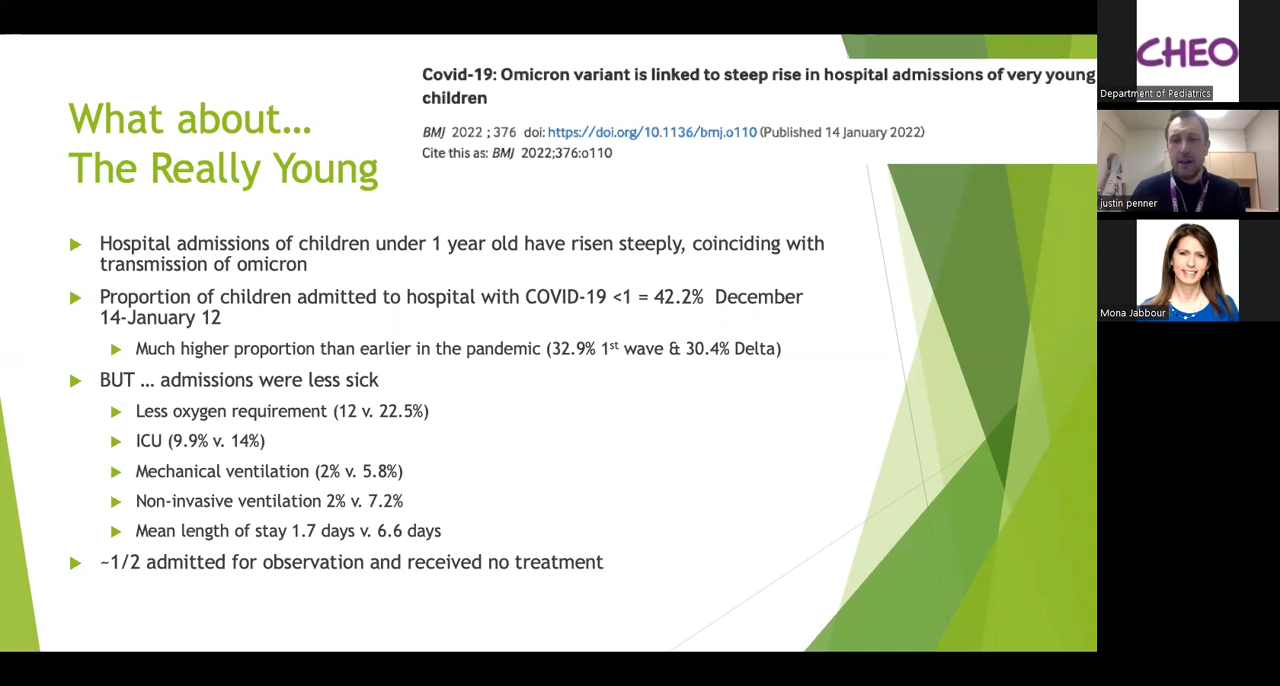 What about…
The Really Young
Covid-19: Omicron variant is linked to steep rise in hospital admissions of very young
children
BMJ 2022 ; 376 doi: https://doi.org/10.1136/bmj.o110 (Published 14 January 2022)
Cite this as: BMJ 2022;376:o110
Hospital admissions of children under 1 year old have risen steeply, coinciding with
transmission of omicron
Proportion of children admitted to hospital with COVID-19 <1 = 42.2% December
14-January 12
Much higher proportion than earlier in the pandemic (32.9% 1st wave & 30.4% Delta)
BUT … admissions were less sick
Less oxygen requirement (12 v. 22.5%)
ICU (9.9% v. 14%)
Mechanical ventilation (2% v. 5.8%)
Non-invasive ventilation 2% v. 7.2%
Mean length of stay 1.7 days v. 6.6 days
~1/2 admitted for observation and received no treatment
CHEO
Department of Pediatrics
justin penner
Mona Jabbour